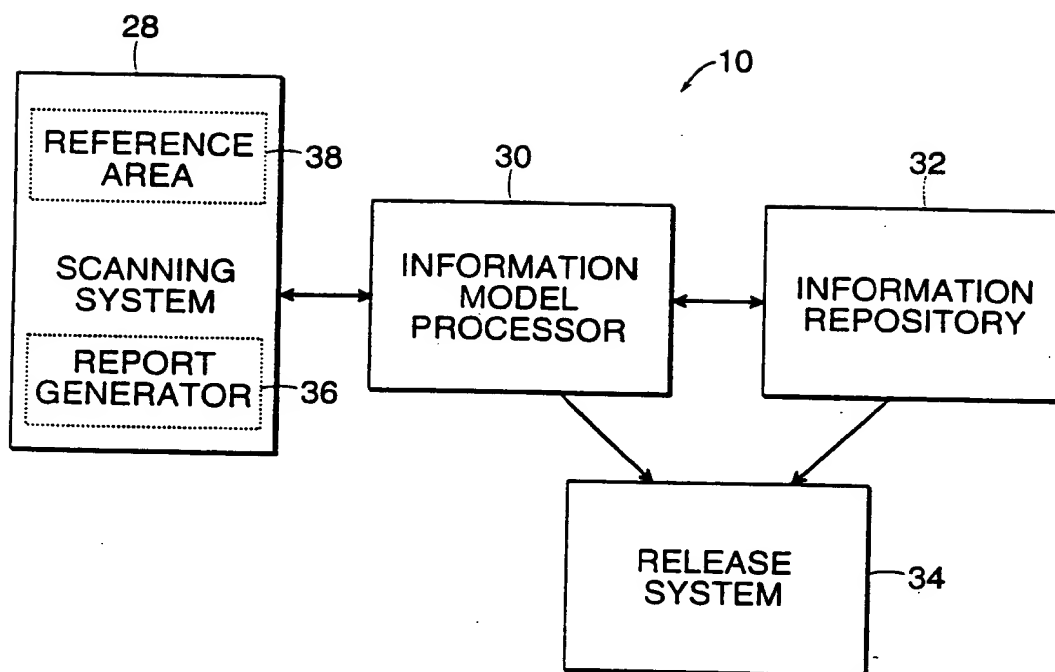 28
10
REFERENCE
AREA
38
30
32
SCANNING
SYSTEM
INFORMATION
MODEL
PROCESSOR
INFORMATION
REPOSITORY
REPORT
GENERATOR
36
RELEASE
SYSTEM
34